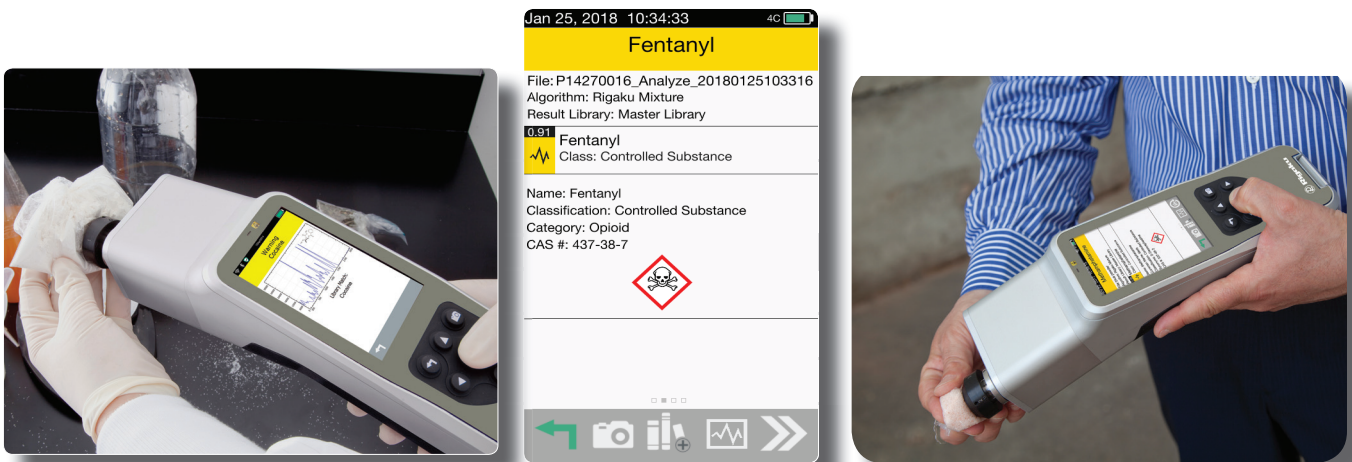 Warning
Cocaine
Library Match:
Cocaine
Jan 25, 2018 10:34:33
4C
Fentanyl
File: P14270016_Analyze_20180125103316
Algorithm: Rigaku Mixture
Result Library: Master Library
0.91
Fentanyl
Class: Controlled Substance
Name: Fentanyl
Classification: Controlled Substance
Category: Opioid
CAS #: 437-38-7
Rigaku